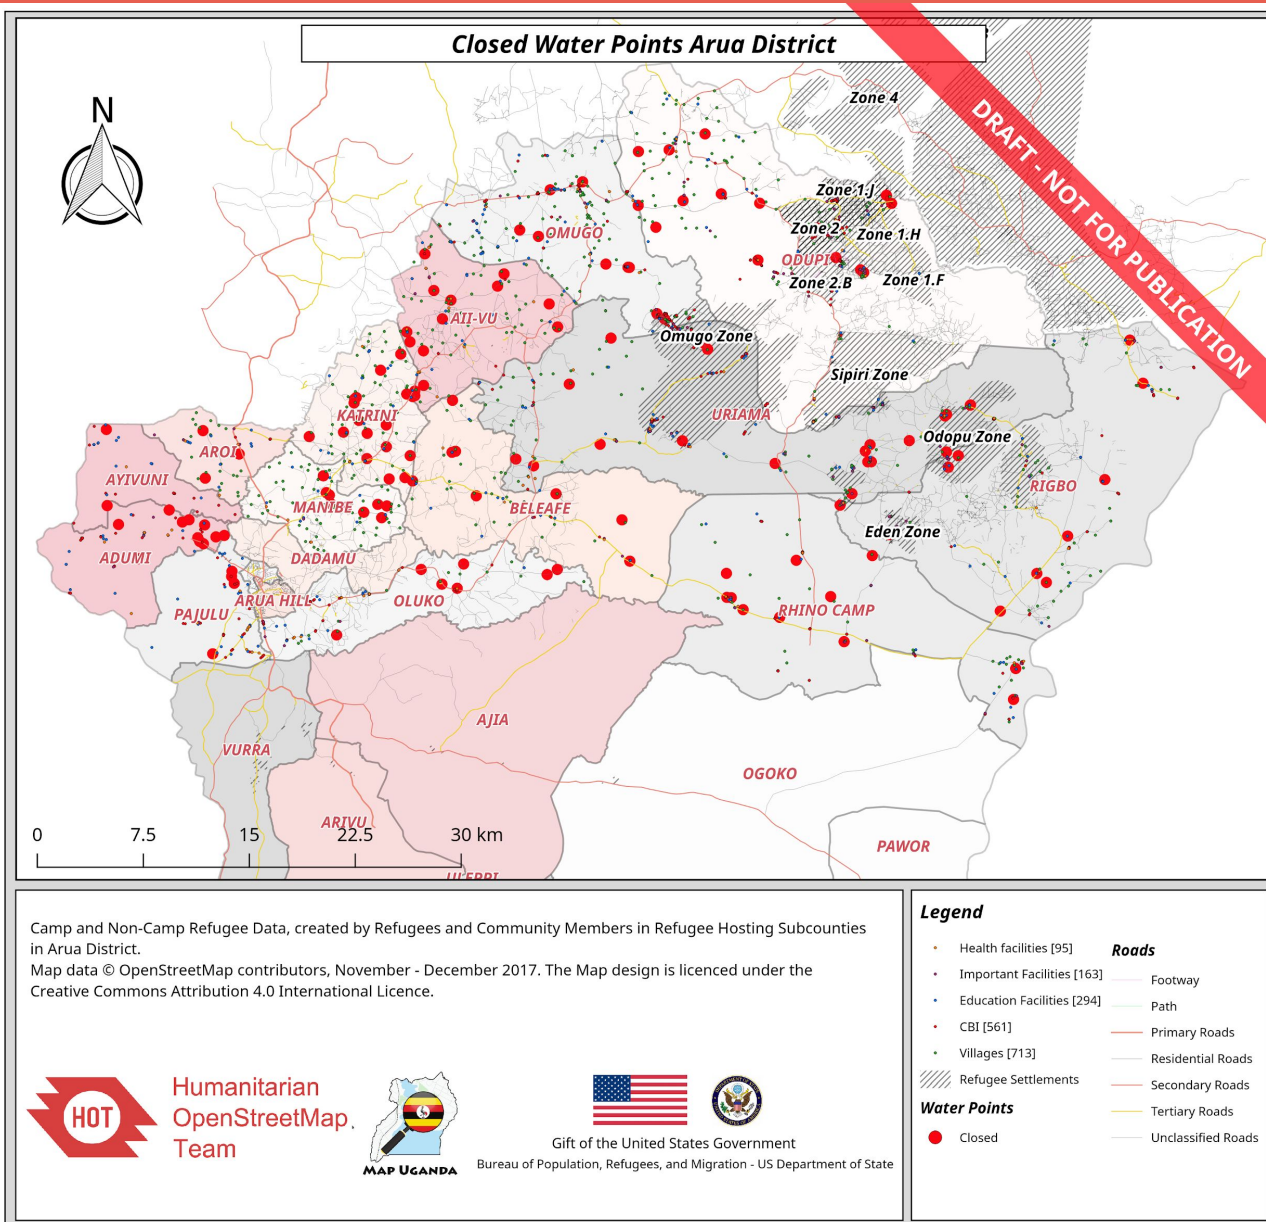 Closed Water Points Arua District
DRAFT - NOT FOR PUBLICATION
N
Zone 4
Zone 1.J
Zone 2
Zone 1.H
OMUGO
ODUPI
Zone 2.B
Zone 1.F
AII-VU
Omugo Zone
Sipiri Zone
KATRINI
URIAMA
AROI
Odopu Zone
AYIVUNI
RIGBO
MANIBE
BELEAFE
Eden Zone
ADUMI
DADAMU
ARUA HILL
OLUKO
PAJULU
RHINO CAMP
AJIA
VURRA
OGOKO
ARIVU
PAWOR
0 7.5 15 22.5 30 km
Camp and Non-Camp Refugee Data, created by Refugees and Community Members in Refugee Hosting Subcounties
in Arua District.
Map data © OpenStreetMap contributors, November - December 2017. The Map design is licenced under the
Creative Commons Attribution 4.0 International Licence.
HOT
Humanitarian
OpenStreetMap
Team
MAP UGANDA
Gift of the United States Government
Bureau of Population, Refugees, and Migration - US Department of State
Legend
Health facilities [95]
Important Facilities [163]
Education Facilities [294]
CBI [561]
Villages [713]
Refugee Settlements
Water Points
Closed
Roads
Footway
Path
Primary Roads
Residential Roads
Secondary Roads
Tertiary Roads
Unclassified Roads